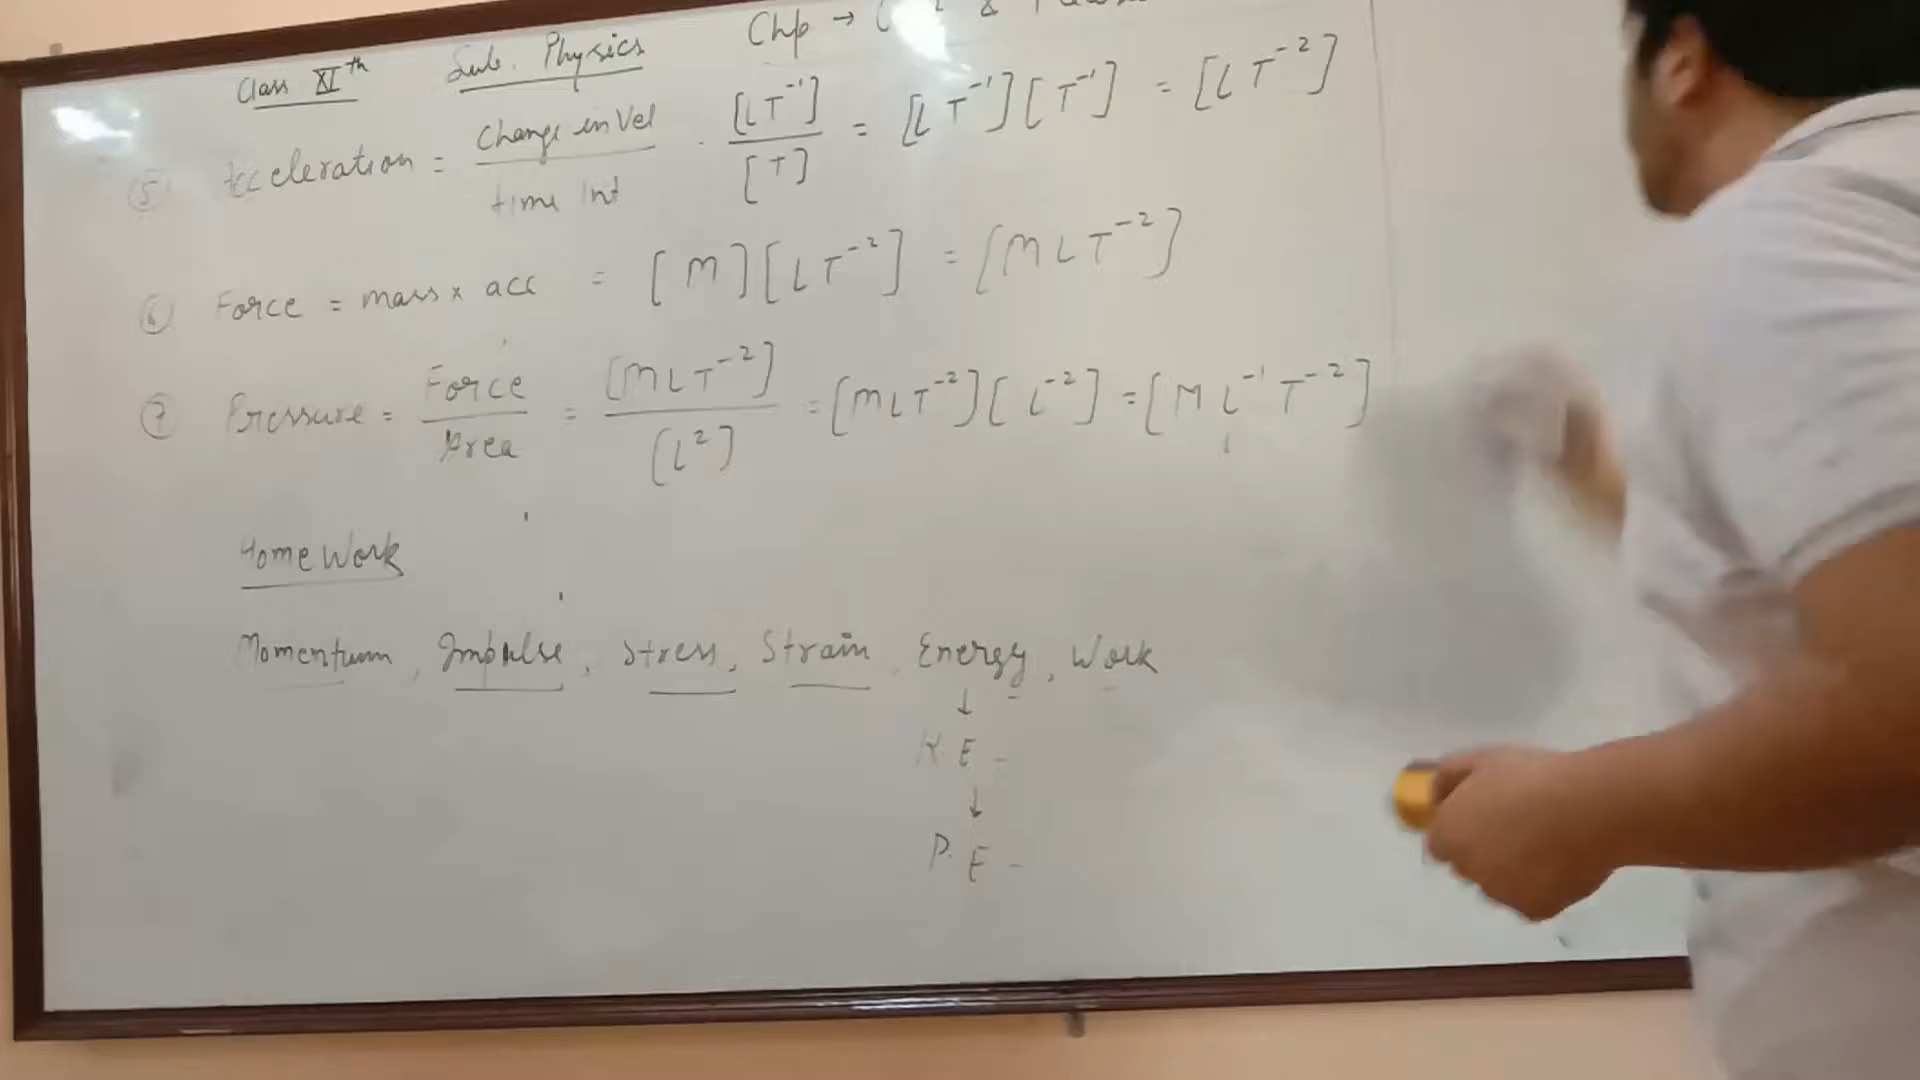 Class XIth Sub. Physics Chp →
⑤ Acceleration = Change in Vel / time Int . [LT⁻¹] / [T] = [LT⁻¹][T⁻¹] = [LT⁻²]
⑥ Force = mass x acc = [M][LT⁻²] = [MLT⁻²]
⑦ Pressure = Force / Area = [MLT⁻²] / [L²] = [MLT⁻²][L⁻²] = [ML⁻¹T⁻²]
Home Work
Momentum, Impulse, Stress, Strain, Energy, Work
↓
K E -
↓
P. E -